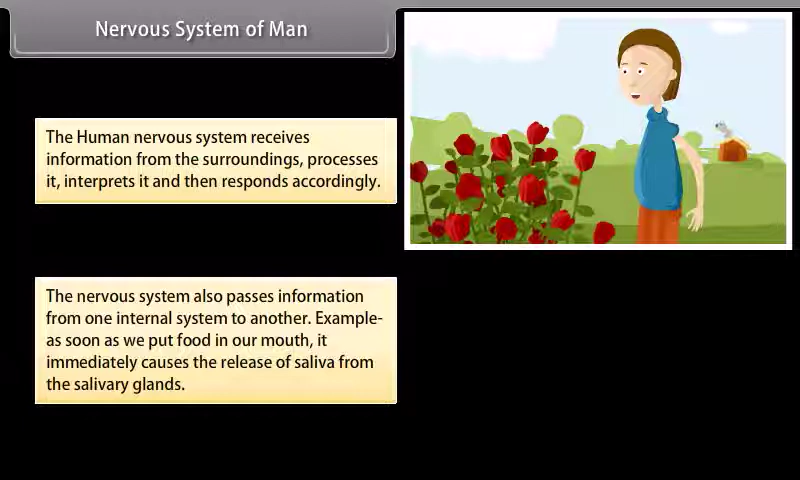 Nervous System of Man
The Human nervous system receives
information from the surroundings, processes
it, interprets it and then responds accordingly.
The nervous system also passes information
from one internal system to another. Example-
as soon as we put food in our mouth, it
immediately causes the release of saliva from
the salivary glands.